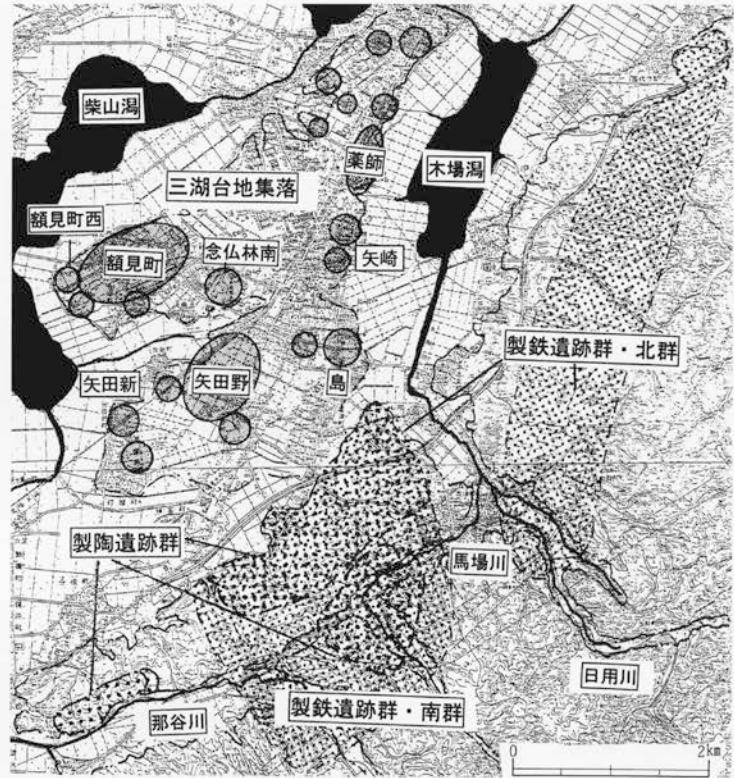 柴山潟
木場潟
薬師
三湖台地集落
額見町西
額見町
念仏林南
矢崎
製鉄遺跡群・北群
矢田新
矢田野
島
製陶遺跡群
馬場川
日用川
那谷川
製鉄遺跡群・南群
0 2km